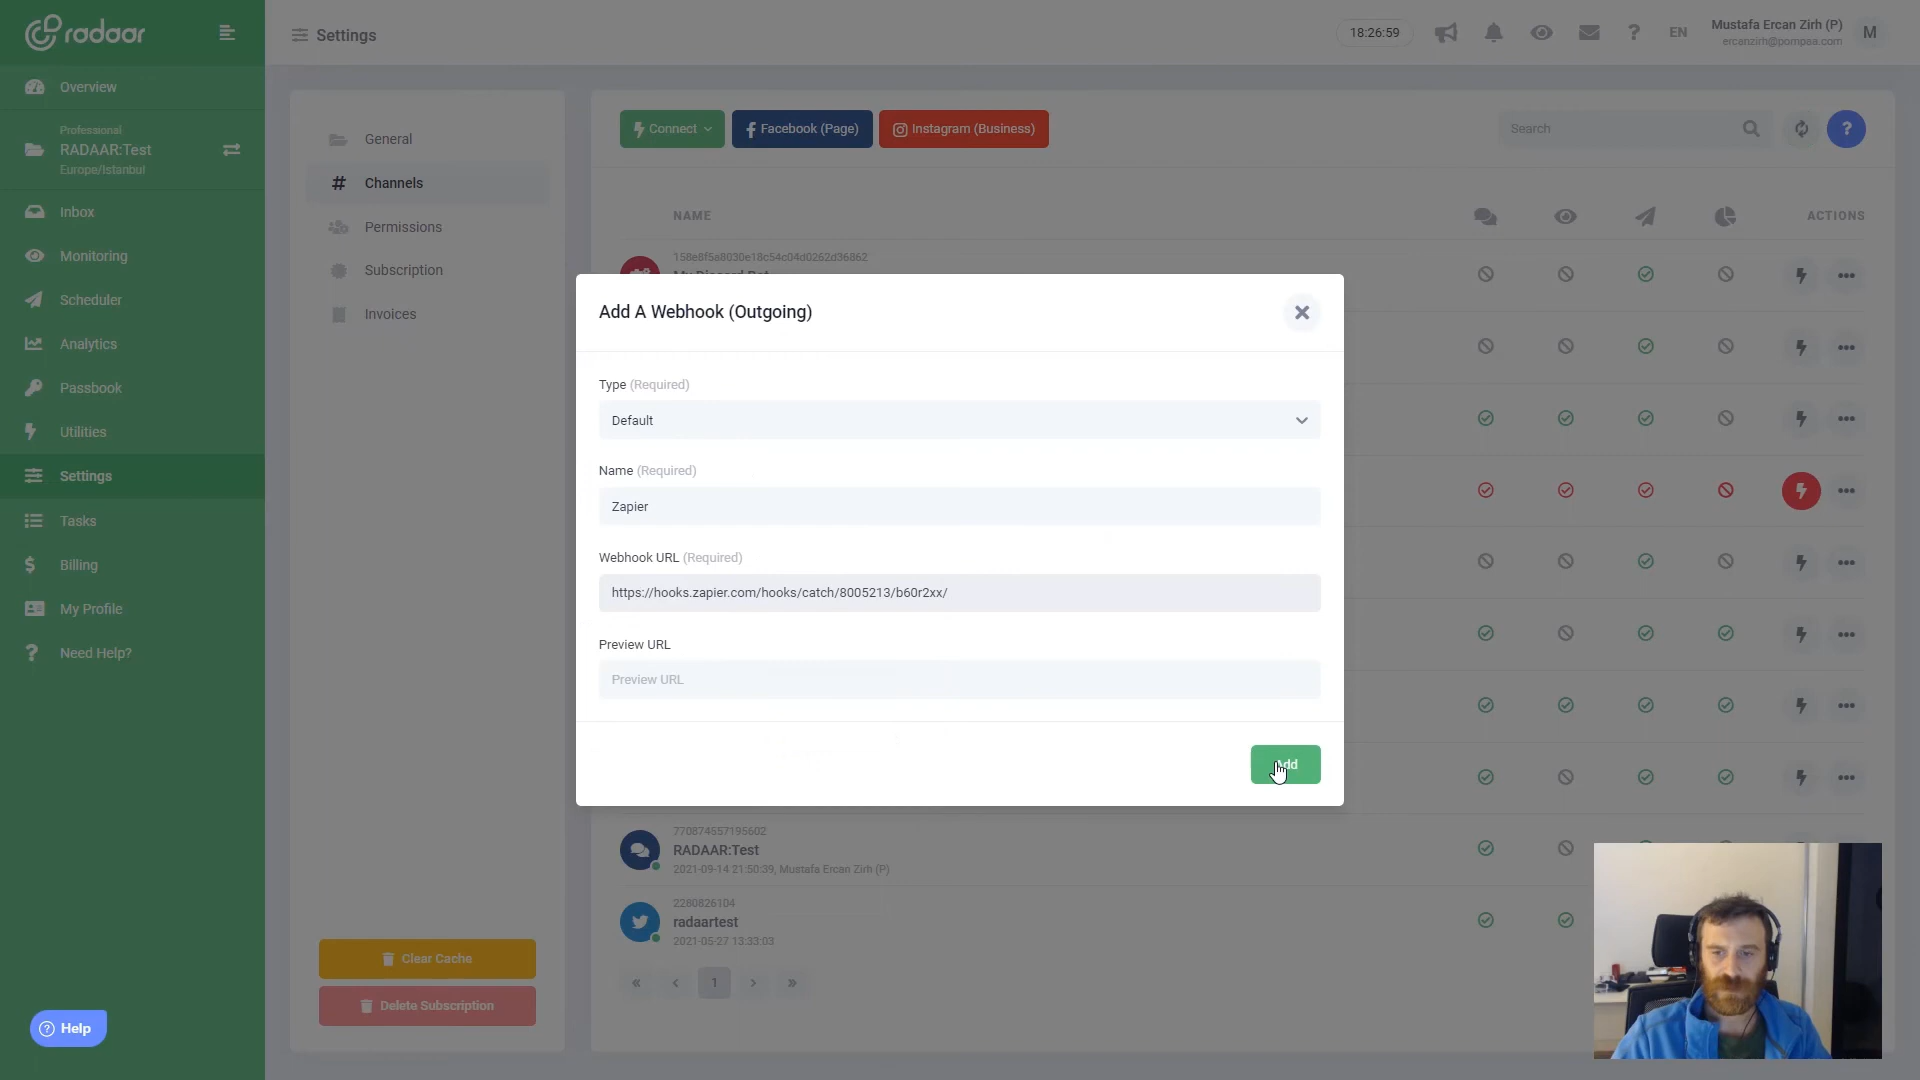 radaar
Settings
18:26:59
EN
Mustafa Ercan Zirh (P)
ercanzirh@pompaa.com
M
Overview
Professional
RADAAR:Test
Europe/Istanbul
Inbox
Monitoring
Scheduler
Analytics
Passbook
Utilities
Settings
Tasks
Billing
My Profile
Need Help?
Help
General
Channels
Permissions
Subscription
Invoices
Clear Cache
Delete Subscription
Connect
Facebook (Page)
Instagram (Business)
Search
?
NAME
ACTIONS
158e8f5a8030e18c54c04d0262d36862
Add A Webhook (Outgoing)
Type (Required)
Default
Name (Required)
Zapier
Webhook URL (Required)
https://hooks.zapier.com/hooks/catch/8005213/b60r2xx/
Preview URL
Preview URL
Add
770874557195602
RADAAR:Test
2021-09-14 21:50:39, Mustafa Ercan Zirh (P)
2280826104
radaartest
2021-05-27 13:33:03
« ‹ 1 › »